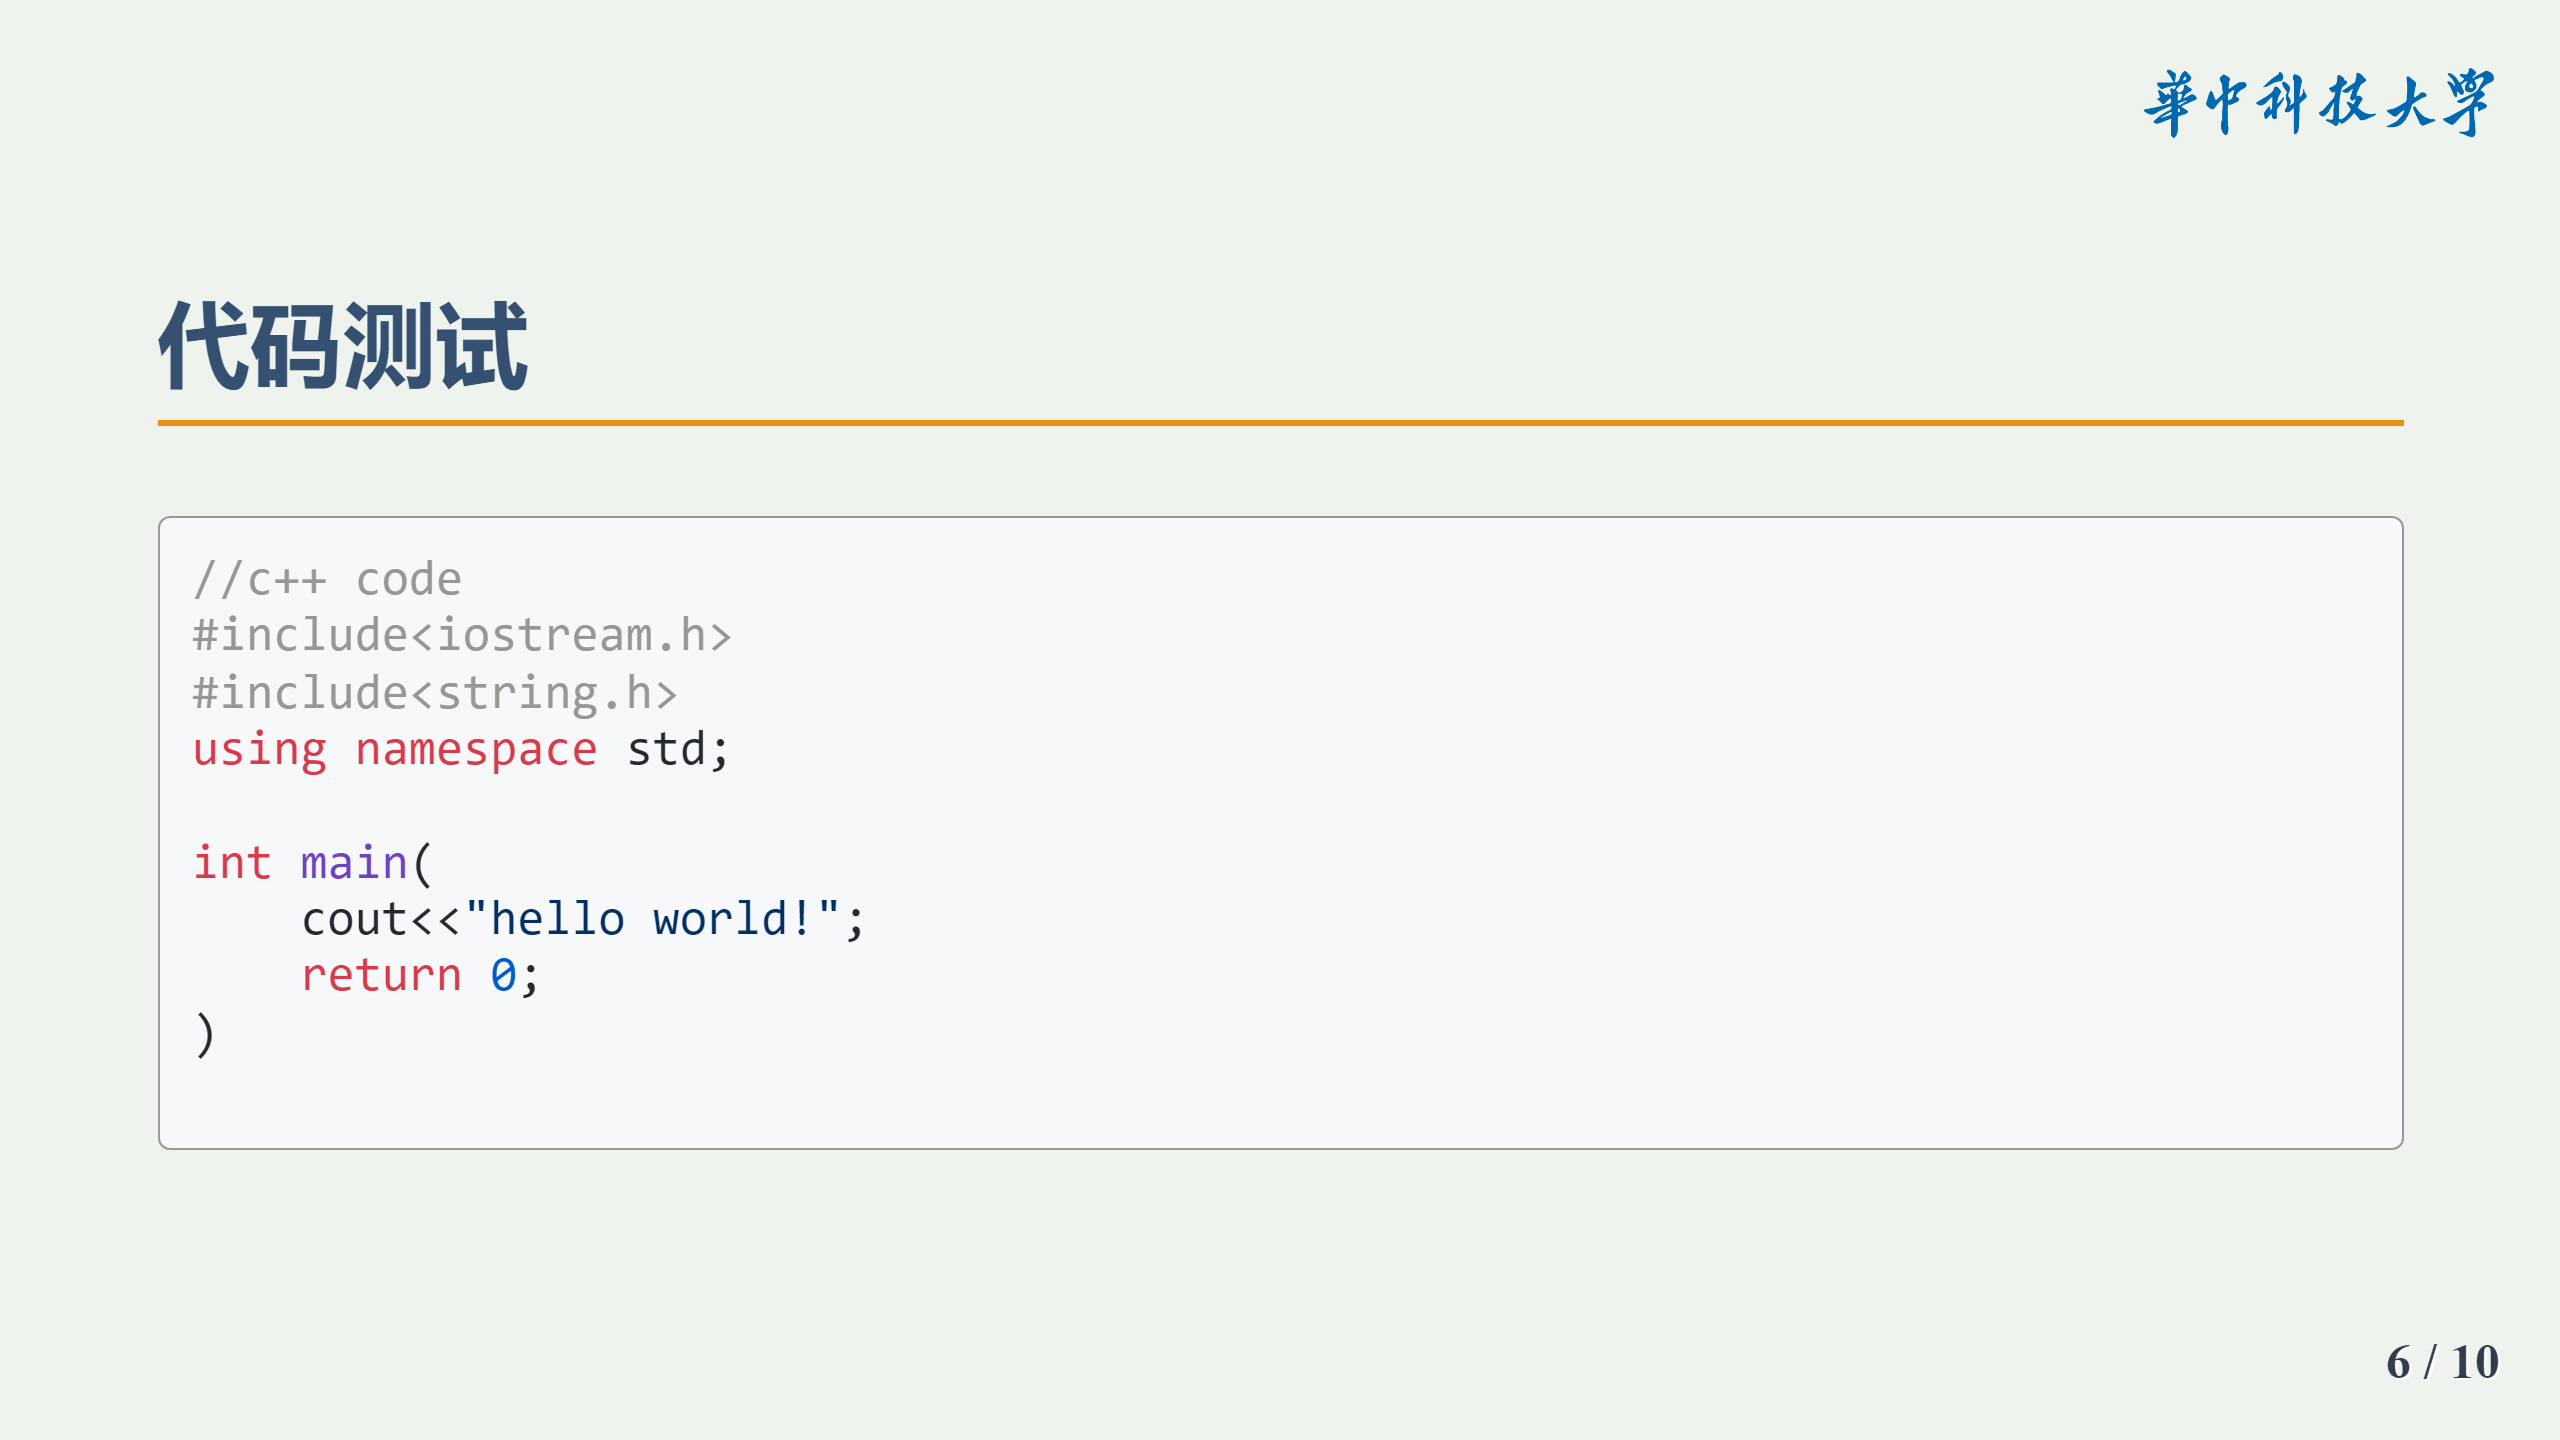 華中科技大學
代码测试
//c++ code
#include<iostream.h>
#include<string.h>
using namespace std;

int main(
    cout<<"hello world!";
    return 0;
)
6 / 10